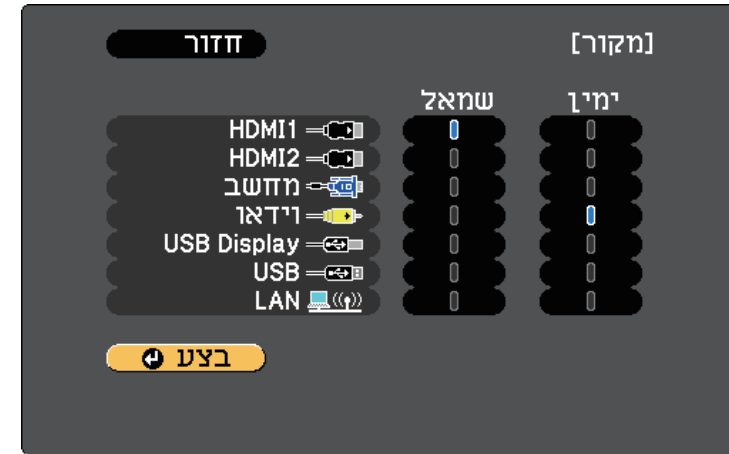 [מקור] חזור
ימין שמאל
HDMI1
HDMI2
מחשב
וידאו
USB Display
USB
LAN
בצע